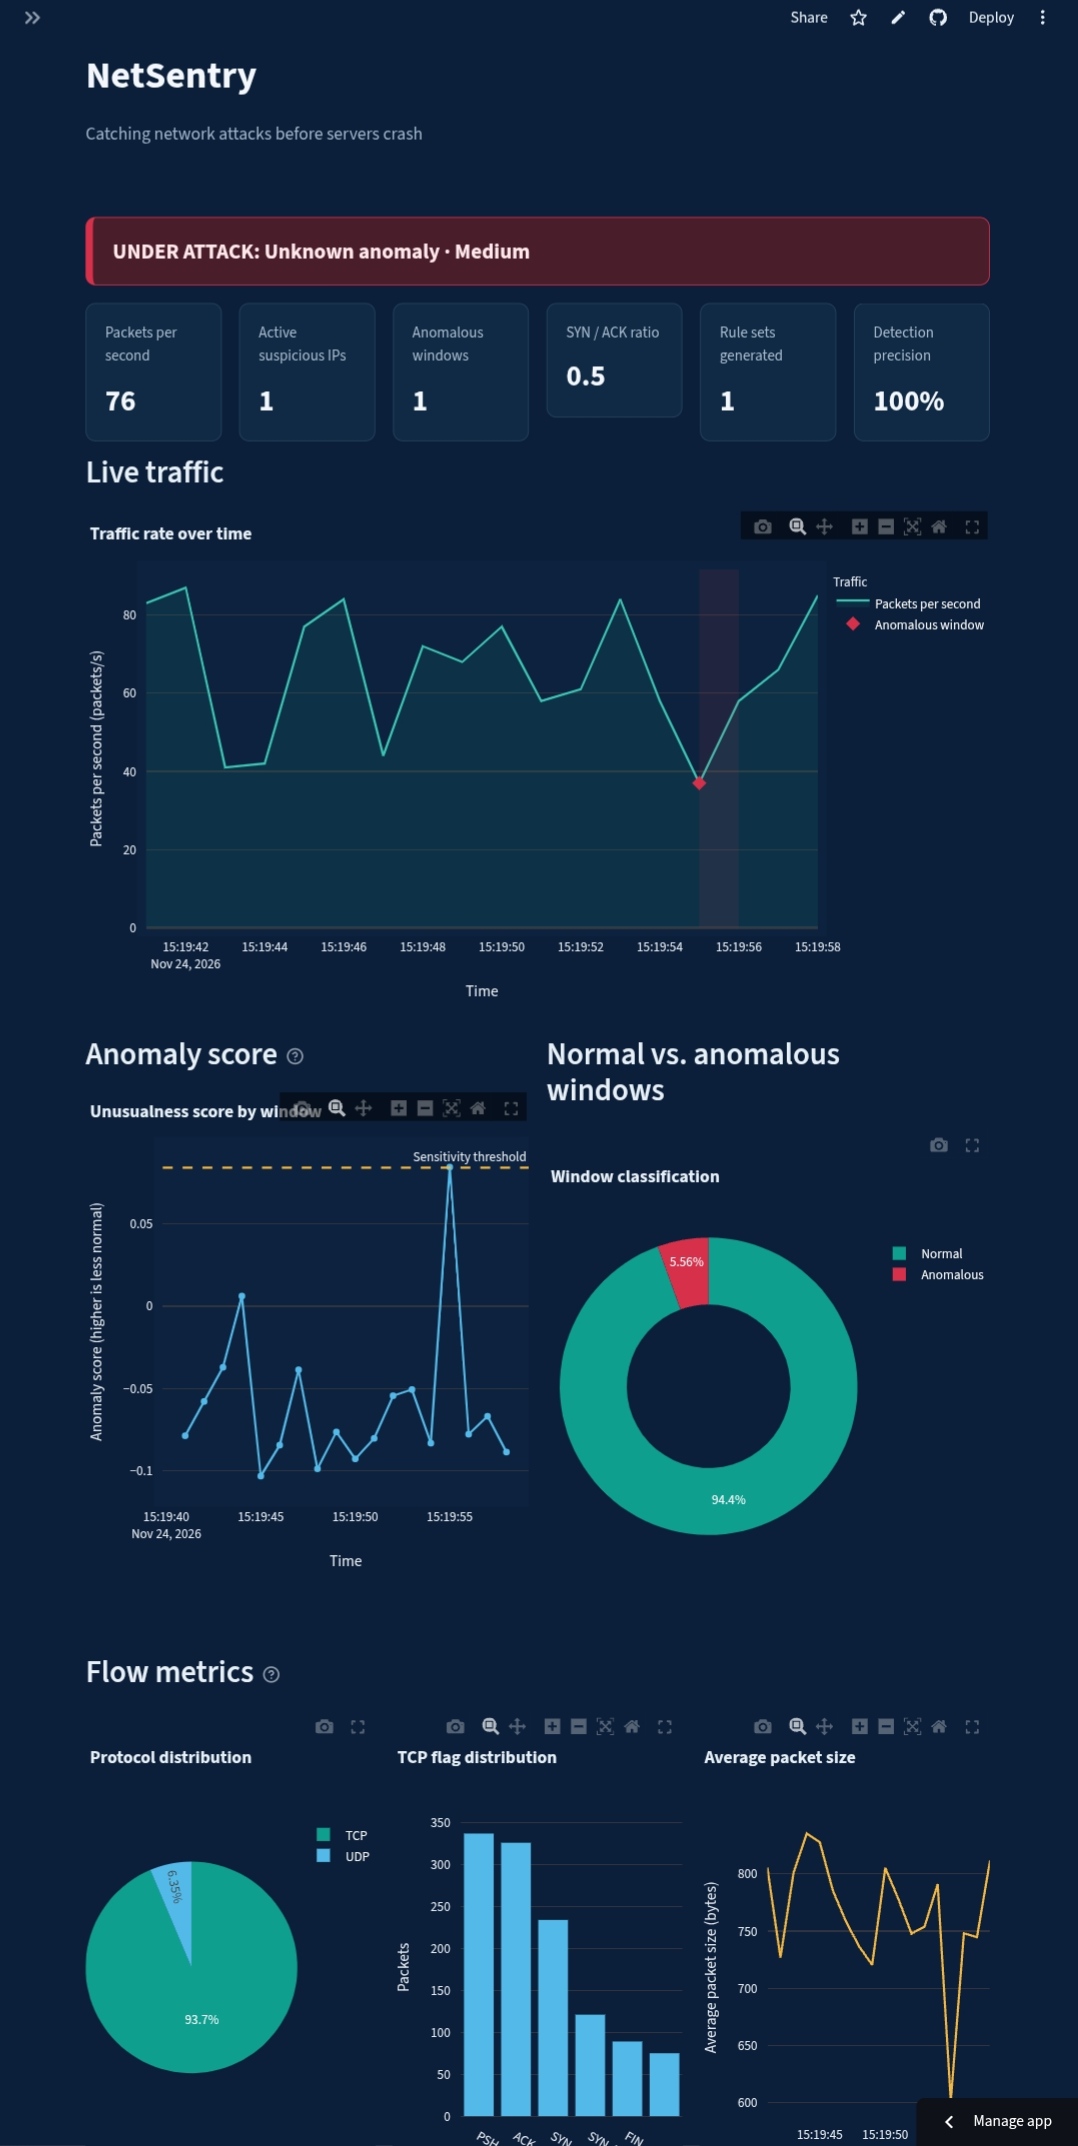 Share
Deploy
NetSentry
Catching network attacks before servers crash
UNDER ATTACK: Unknown anomaly · Medium
Packets per
second
76
Active
suspicious IPs
1
Anomalous
windows
1
SYN / ACK ratio
0.5
Rule sets
generated
1
Detection
precision
100%
Live traffic
Traffic rate over time
Traffic
Packets per second
Anomalous window
Packets per second (packets/s)
80
60
40
20
0
15:19:42
15:19:44
15:19:46
15:19:48
15:19:50
15:19:52
15:19:54
15:19:56
15:19:58
Nov 24, 2026
Time
Anomaly score
Unusualness score by window
Sensitivity threshold
Anomaly score (higher is less normal)
0.05
0
−0.05
−0.1
15:19:40
15:19:45
15:19:50
15:19:55
Nov 24, 2026
Time
Normal vs. anomalous
windows
Window classification
5.56%
94.4%
Normal
Anomalous
Flow metrics
Protocol distribution
TCP
UDP
6.35%
93.7%
TCP flag distribution
Packets
350
300
250
200
150
100
50
0
PSH
ACK
SYN
SYN
FIN
Average packet size
Average packet size (bytes)
800
750
700
650
600
15:19:45
15:19:50
Manage app